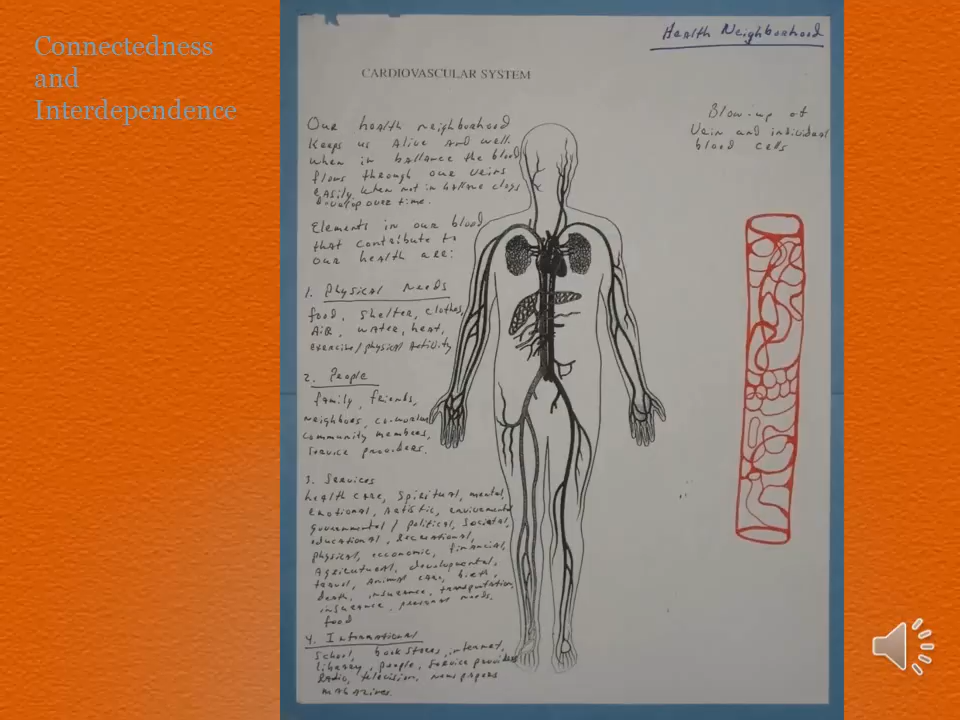 Connectedness
and
Interdependence
Health Neighborhood
CARDIOVASCULAR SYSTEM
Our health neighborhood
Keeps us Alive and well.
When in ballance the blood
flows through our veins
EASily. When not in ballance clogs
Develop over time.
Elements in our blood
that contribute to
our health are:
1. Physical Needs
food, shelter, clothes,
AiR, water, heat,
exercise/physical Activity
2. People
family, friends,
neighbors, co-workers
community members,
service providers.
3. Services
health care, Spiritual, mental,
Emotional, Artistic,
governmental / political, Societal,
educational, Recreational,
physical, economic, financial,
Agricultural, developmental,
travel, Animal care, birth,
death, insurance, transportation,
insurance, personal needs,
food
4. Informational
School, book stores, internet,
library, people, Service providers
Radio, television, newspapers
magazines.
Blow-up of
Vein and individual
blood cells